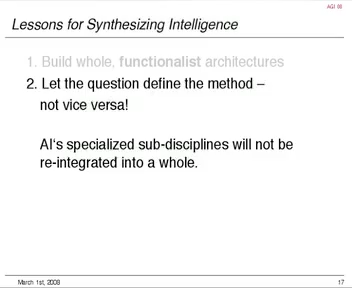 AGI 08
Lessons for Synthesizing Intelligence
1. Build whole, functionalist architectures
2. Let the question define the method –
not vice versa!
AI‘s specialized sub-disciplines will not be
re-integrated into a whole.
March 1st, 2008
17